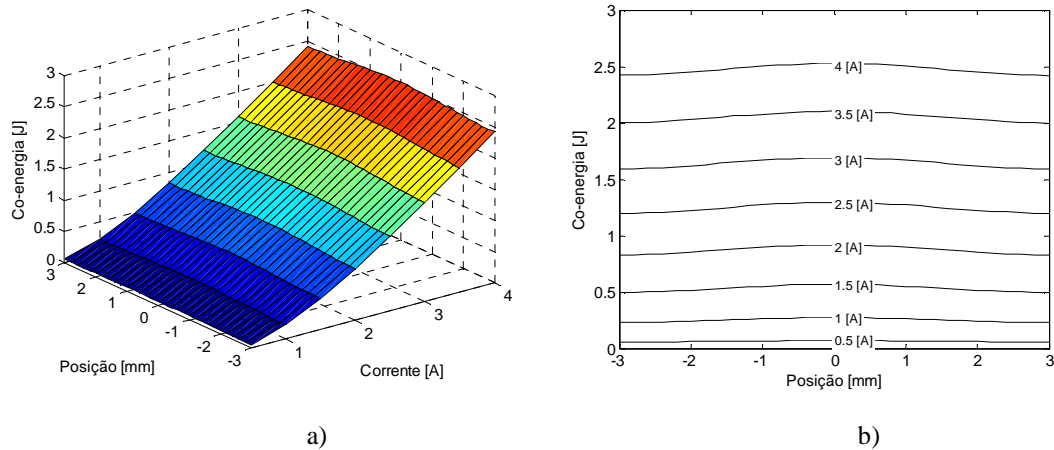 3
2.5
2
1.5
1
0.5
0
Co-energia [J]
3
2
1
0
-1
-2
-3
Posição [mm]
1
2
3
4
Corrente [A]
a)
3
2.5
2
1.5
1
0.5
0
Co-energia [J]
4 [A]
3.5 [A]
3 [A]
2.5 [A]
2 [A]
1.5 [A]
1 [A]
0.5 [A]
-3
-2
-1
0
1
2
3
Posição [mm]
b)